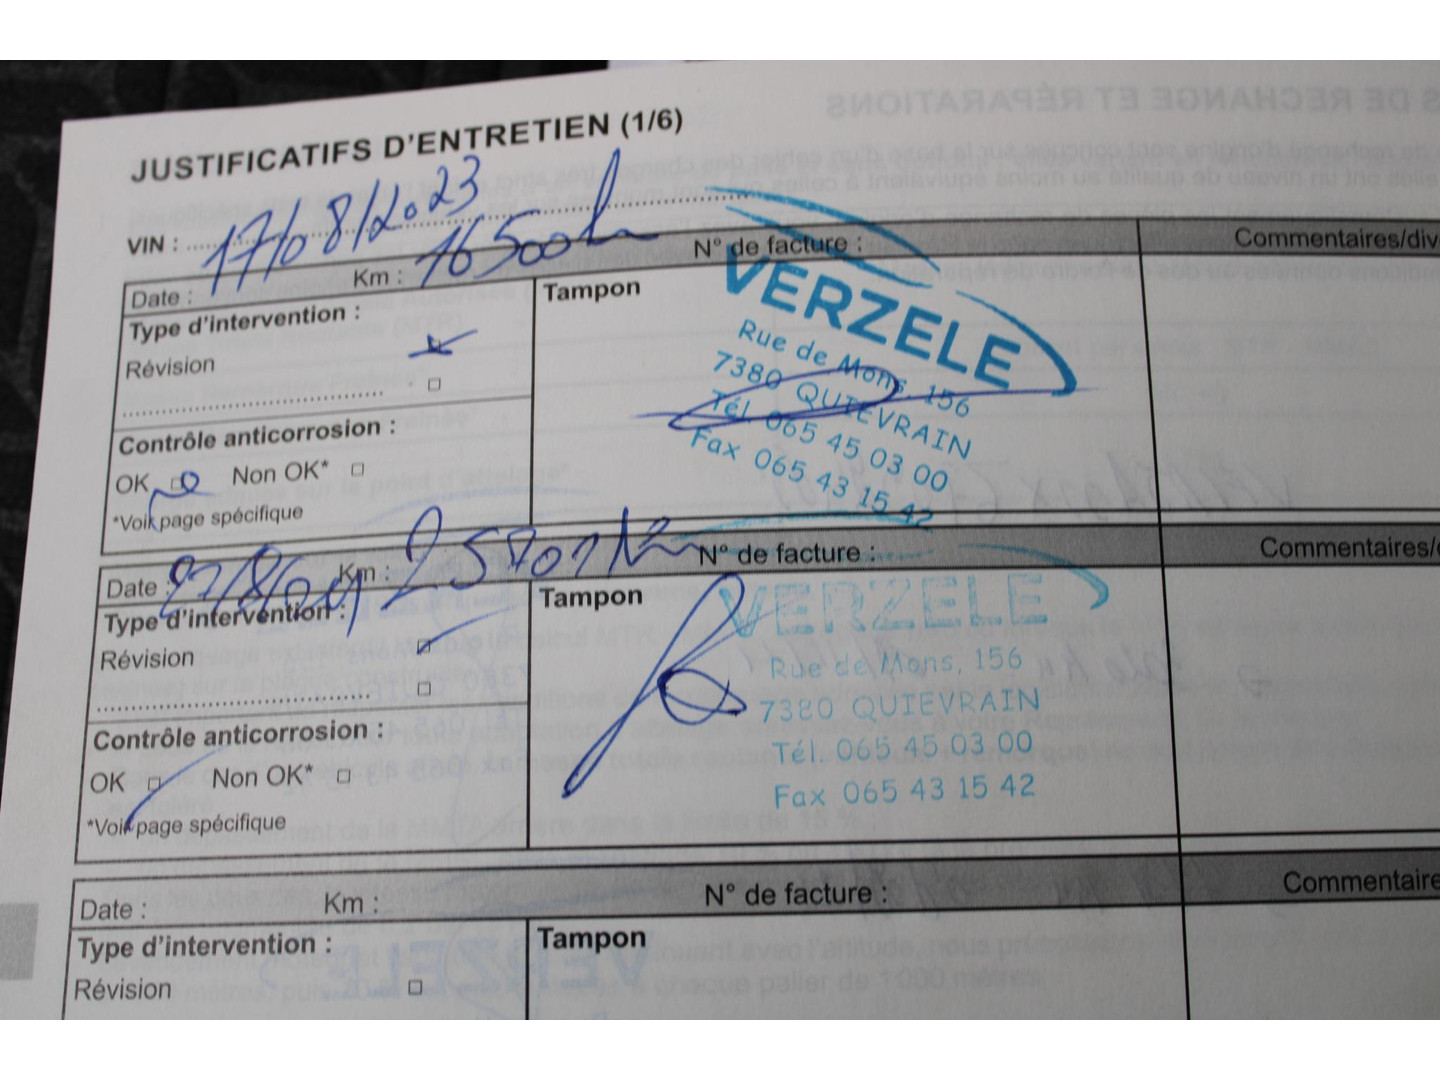 JUSTIFICATIFS D'ENTRETIEN (1/6)
VIN :
Date : 17/08/2023 Km : 16500 km N° de facture : Commentaires/div
Type d'intervention : Tampon
Révision
Contrôle anticorrosion :
OK Non OK*
*Voir page spécifique
VERZELE
Rue de Mons, 156
7380 QUIEVRAIN
Tél 065 45 03 00
Fax 065 43 15 42
Date : Km : N° de facture : Commentaires/
Type d'intervention : Tampon
Révision
Contrôle anticorrosion :
OK Non OK*
*Voir page spécifique
VERZELE
Rue de Mons, 156
7380 QUIEVRAIN
Tél. 065 45 03 00
Fax 065 43 15 42
Date : Km : N° de facture : Commentaire
Type d'intervention : Tampon
Révision